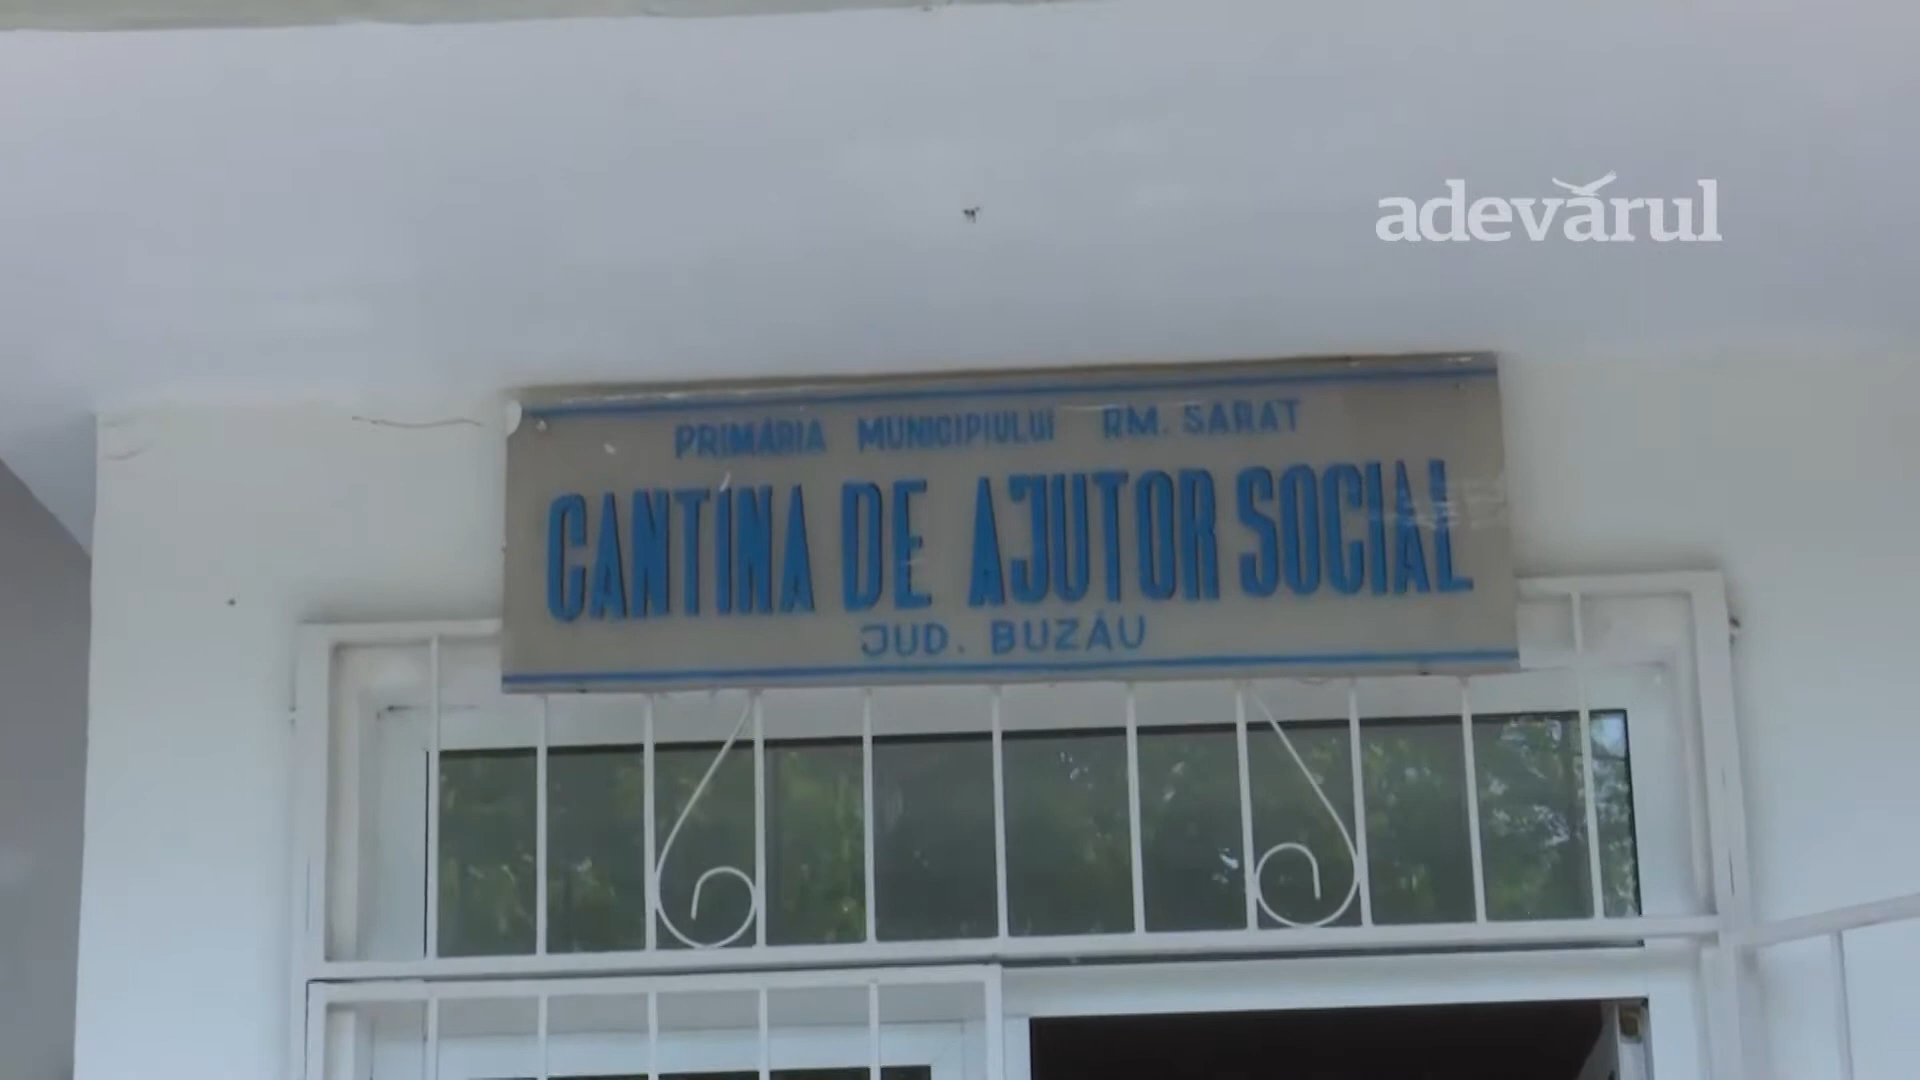 adevărul
PRIMĂRIA MUNICIPIULUI RM. SARAT
CANTINA DE AJUTOR SOCIAL
JUD. BUZĂU